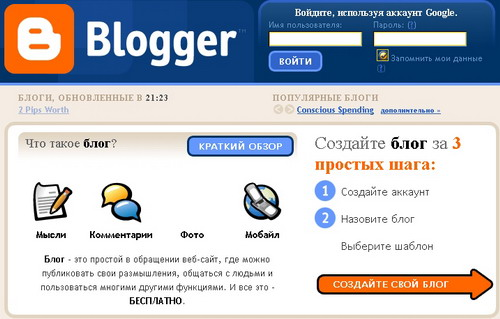 Blogger™
Войдите, используя аккаунт Google.
Имя пользователя: Пароль: (!)
ВОЙТИ
Запомнить мои данные
(!)
БЛОГИ, ОБНОВЛЕННЫЕ В 21:23
2 Pips Worth
ПОПУЛЯРНЫЕ БЛОГИ
Conscious Spending дополнительно »
Что такое блог?
КРАТКИЙ ОБЗОР
Мысли Комментарии Фото Мобайл
Блог - это простой в обращении веб-сайт, где можно
публиковать свои размышления, общаться с людьми и
пользоваться многими другими функциями. И все это -
БЕСПЛАТНО.
Создайте блог за 3
простых шага:
1 Создайте аккаунт
2 Назовите блог
Выберите шаблон
СОЗДАЙТЕ СВОЙ БЛОГ